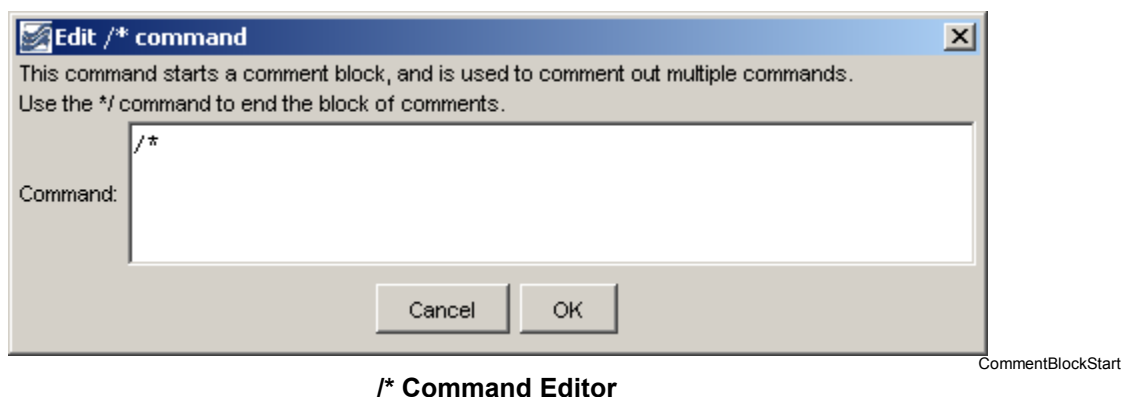 Edit /* command
This command starts a comment block, and is used to comment out multiple commands.
Use the */ command to end the block of comments.
/*
Command:
Cancel OK
CommentBlockStart
/* Command Editor